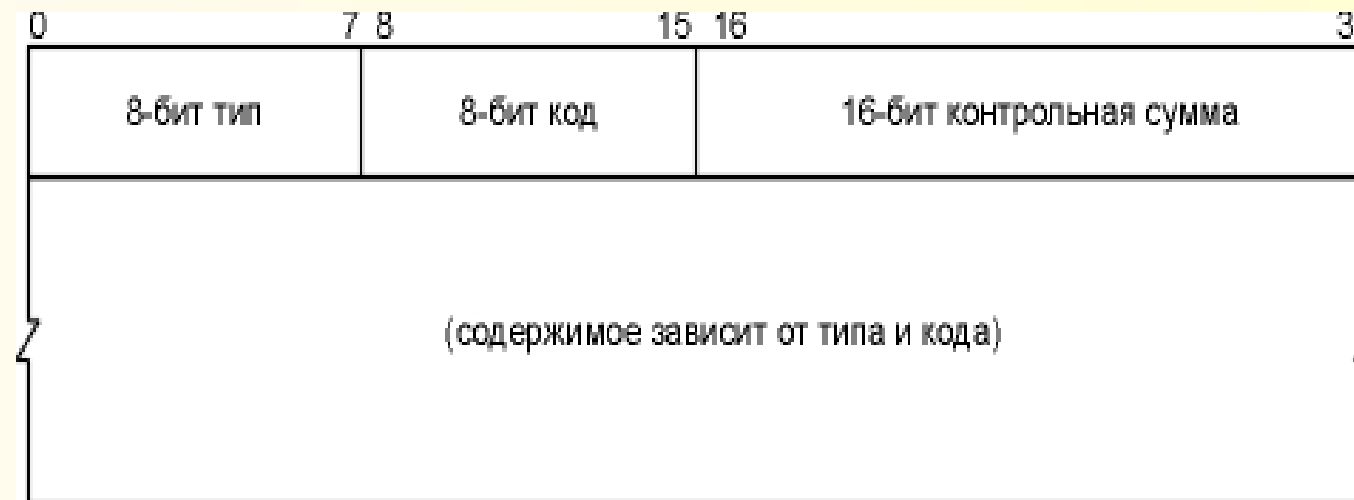 0 7 8 15 16 3
8-бит тип 8-бит код 16-бит контрольная сумма
(содержимое зависит от типа и кода)